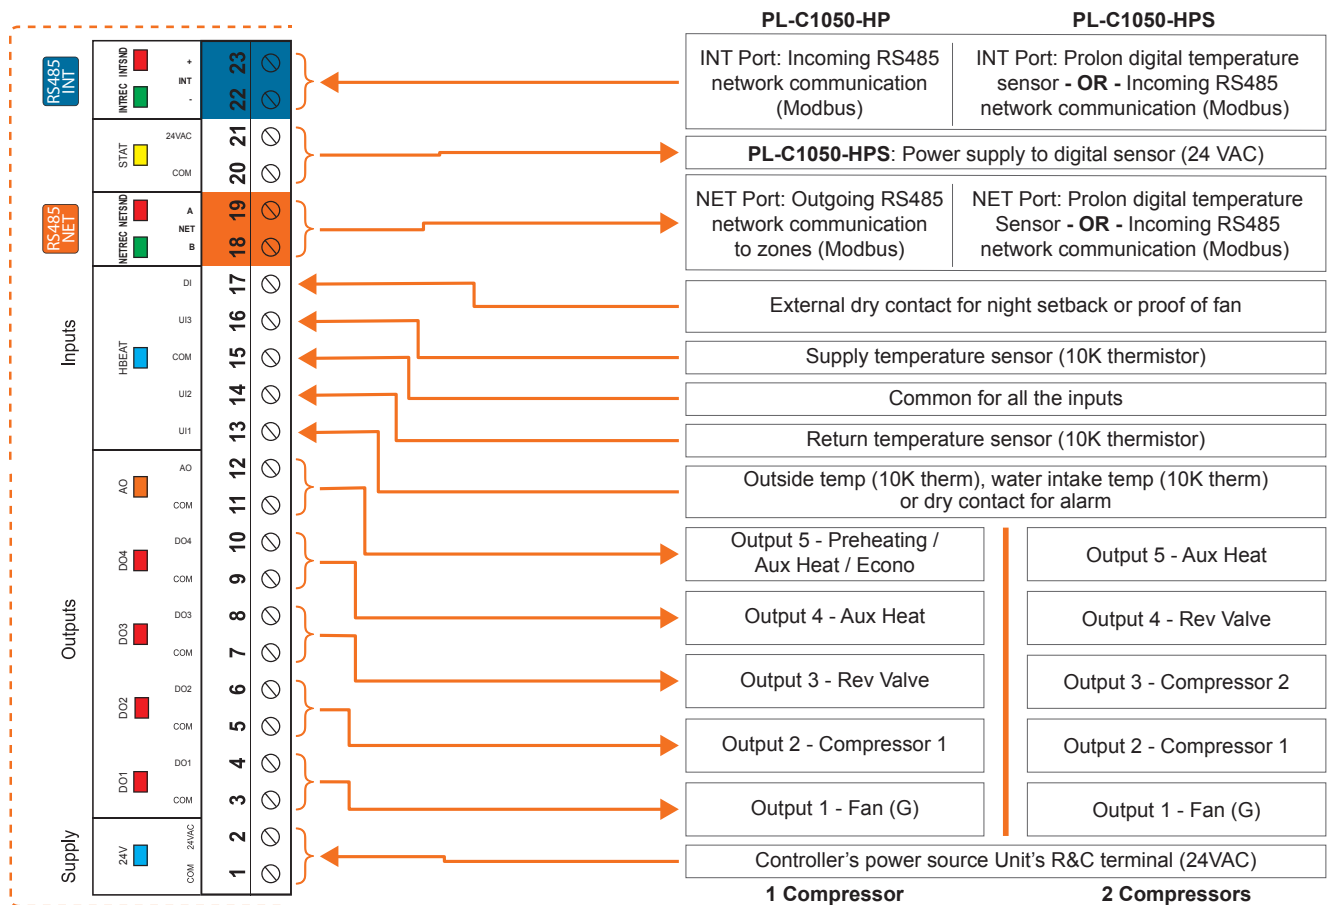 PL-C1050-HP
PL-C1050-HPS
RS485
INT
INTREC INTSND
+
INT
-
23
22
INT Port: Incoming RS485
network communication
(Modbus)
INT Port: Prolon digital temperature
sensor - OR - Incoming RS485
network communication (Modbus)
STAT
24VAC
COM
21
20
PL-C1050-HPS: Power supply to digital sensor (24 VAC)
RS485
NET
NETREC NETSND
A
NET
B
19
18
NET Port: Outgoing RS485
network communication
to zones (Modbus)
NET Port: Prolon digital temperature
Sensor - OR - Incoming RS485
network communication (Modbus)
Inputs
HBEAT
DI
17
External dry contact for night setback or proof of fan
UI3
16
Supply temperature sensor (10K thermistor)
COM
15
Common for all the inputs
UI2
14
Return temperature sensor (10K thermistor)
UI1
13
Outside temp (10K therm), water intake temp (10K therm)
or dry contact for alarm
Outputs
AO
AO
12
COM
11
Output 5 - Preheating /
Aux Heat / Econo
Output 5 - Aux Heat
DO4
DO4
10
COM
9
Output 4 - Aux Heat
Output 4 - Rev Valve
DO3
DO3
8
COM
7
Output 3 - Rev Valve
Output 3 - Compressor 2
DO2
DO2
6
COM
5
Output 2 - Compressor 1
Output 2 - Compressor 1
DO1
DO1
4
COM
3
Output 1 - Fan (G)
Output 1 - Fan (G)
Supply
24V
24VAC
2
COM
1
Controller's power source Unit's R&C terminal (24VAC)
1 Compressor
2 Compressors